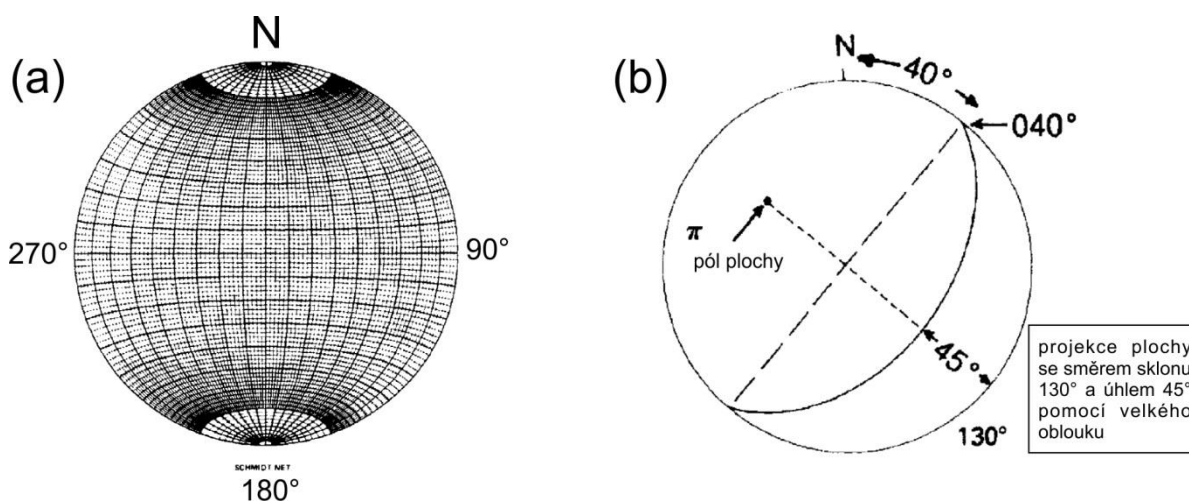 (a)
N
270°
90°
SCHMIDT NET
180°
(b)
N
40°
040°
π
pól plochy
45°
130°
projekce plochy
se směrem sklonu
130° a úhlem 45°
pomocí velkého
oblouku